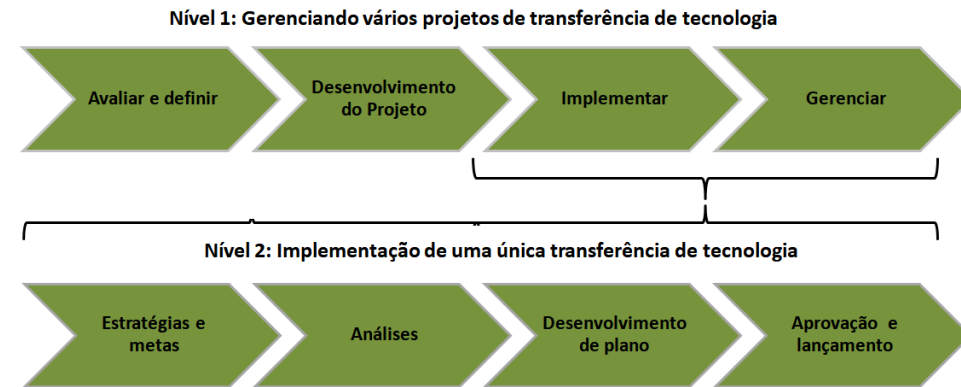 Nível 1: Gerenciando vários projetos de transferência de tecnologia
Avaliar e definir
Desenvolvimento
do Projeto
Implementar
Gerenciar
Nível 2: Implementação de uma única transferência de tecnologia
Estratégias e
metas
Análises
Desenvolvimento
de plano
Aprovação e
lançamento